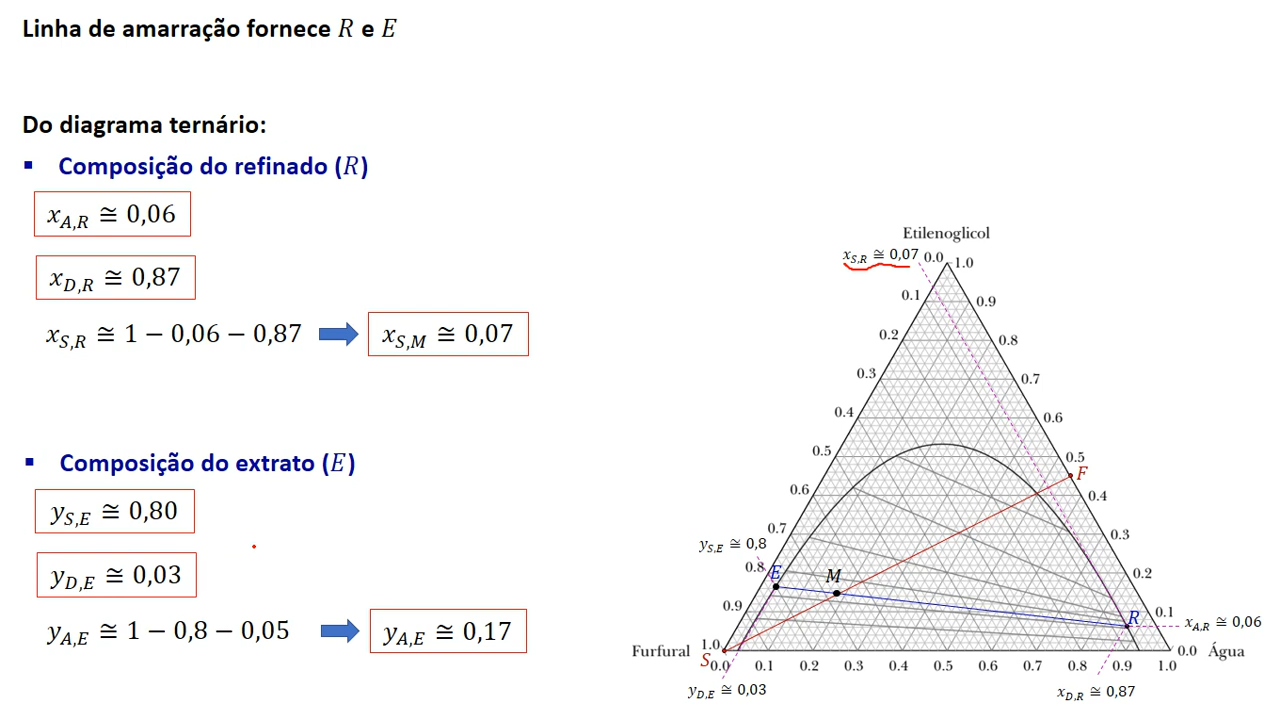 Linha de amarração fornece R e E
Do diagrama ternário:
▪ Composição do refinado (R)
x_{A,R} ≅ 0,06
x_{D,R} ≅ 0,87
x_{S,R} ≅ 1 − 0,06 − 0,87
x_{S,M} ≅ 0,07
▪ Composição do extrato (E)
y_{S,E} ≅ 0,80
y_{D,E} ≅ 0,03
y_{A,E} ≅ 1 − 0,8 − 0,05
y_{A,E} ≅ 0,17
Etilenoglicol
x_{S,R} ≅ 0,07
0.0
1.0
0.1
0.9
0.2
0.8
0.3
0.7
0.4
0.6
0.5
0.5
F
0.6
0.4
0.7
0.3
y_{S,E} ≅ 0,8
0.8
E
M
0.2
0.9
0.1
R
x_{A,R} ≅ 0,06
Furfural
1.0
S
0.0
Água
0.0 0.1 0.2 0.3 0.4 0.5 0.6 0.7 0.8 0.9 1.0
y_{D,E} ≅ 0,03
x_{D,R} ≅ 0,87